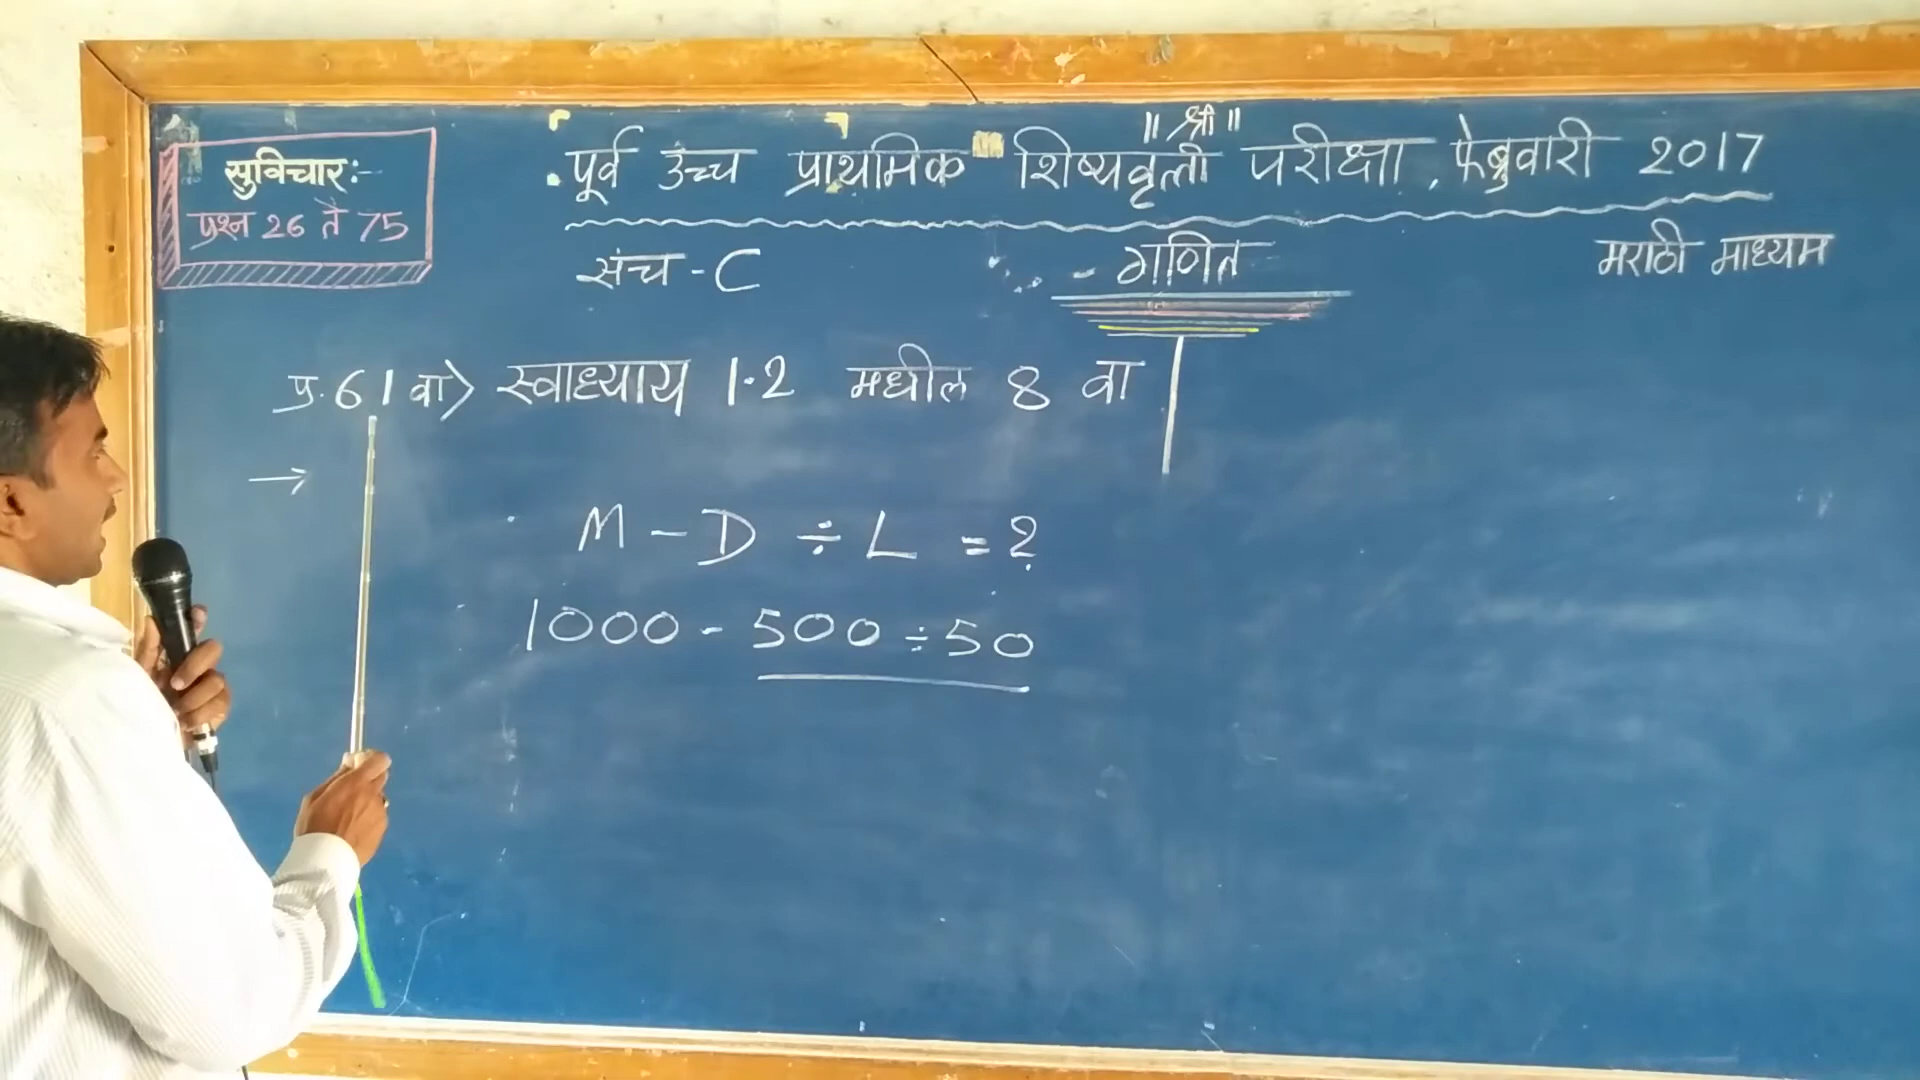 ॥ श्री ॥
सुविचार:-
प्रश्न 26 ते 75
पूर्व उच्च प्राथमिक शिष्यवृत्ती परीक्षा, फेब्रुवारी 2017
संच - C
गणित
मराठी माध्यम
प्र. 61 वा> स्वाध्याय 1.2 मधील 8 वा
→
M - D ÷ L = ?
1000 - 500 ÷ 50